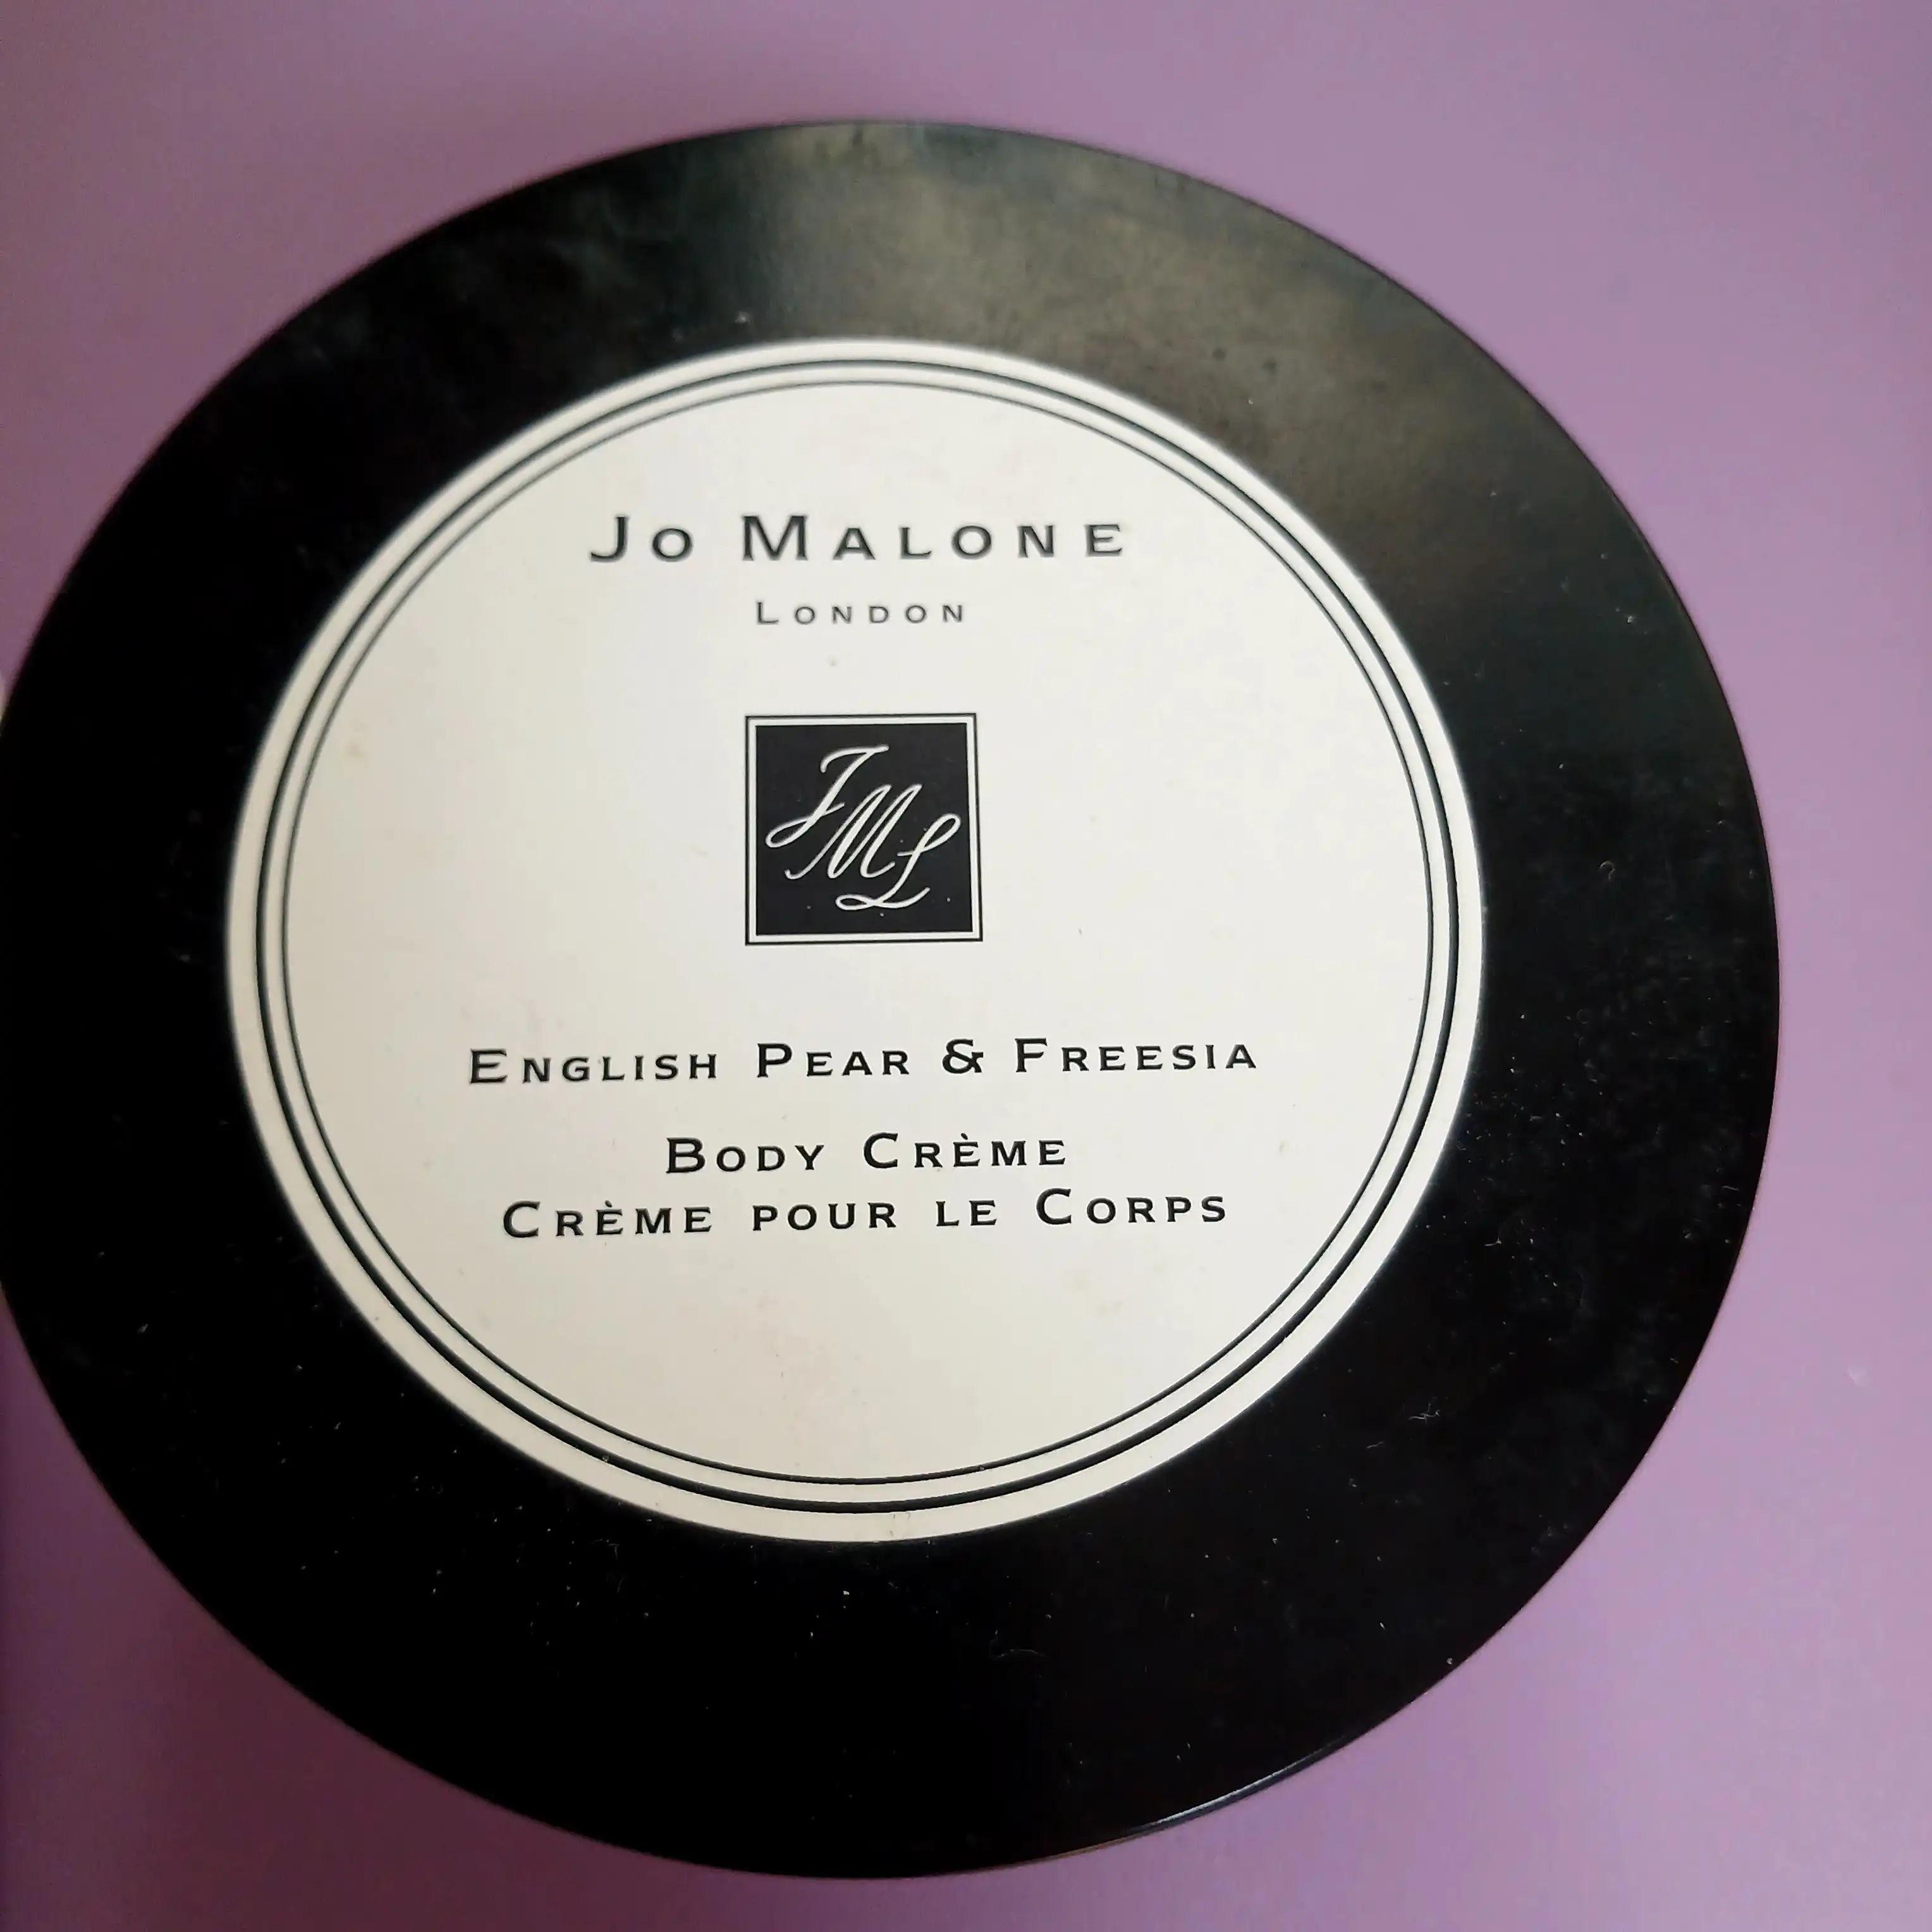 Jo Malone
London
JML
English Pear & Freesia
Body Crème
Crème pour le Corps